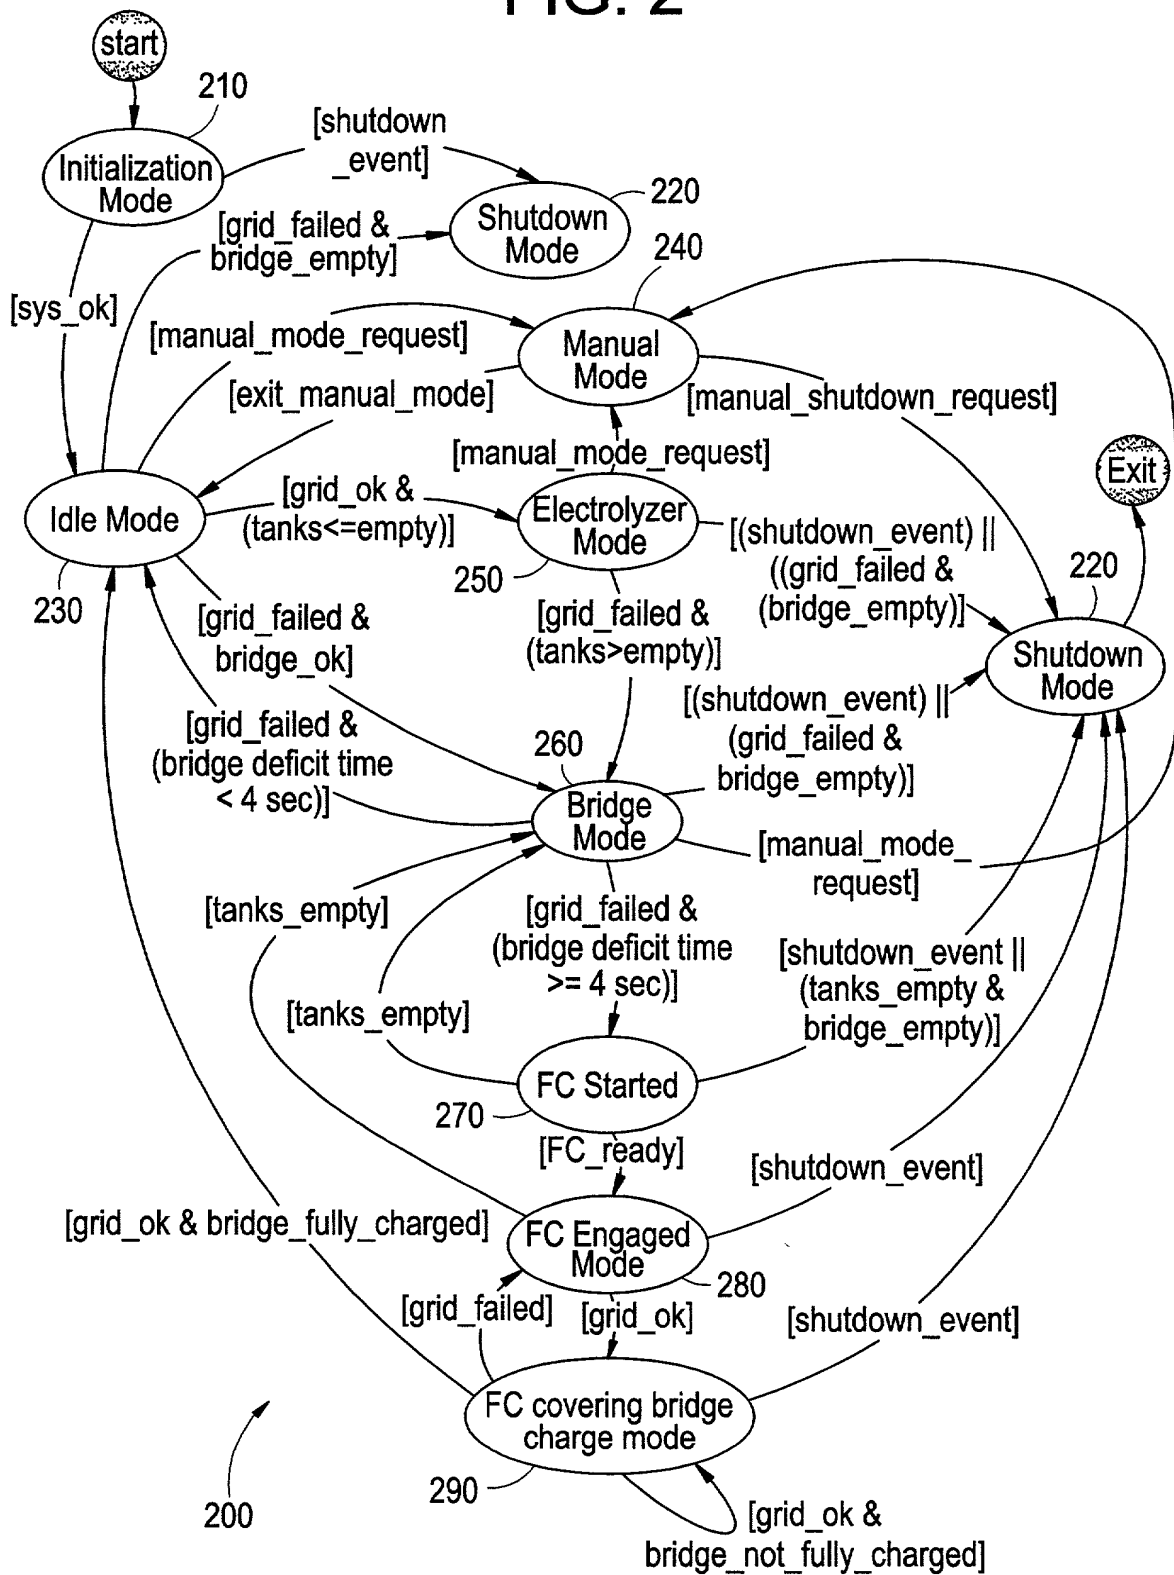 FIG. 2
start
210
[shutdown
_event]
Initialization
Mode
220
Shutdown
Mode
[grid_failed &
bridge_empty]
240
[sys_ok]
[manual_mode_request]
Manual
Mode
[exit_manual_mode]
[manual_shutdown_request]
[manual_mode_request]
Exit
Idle Mode
[grid_ok &
(tanks<=empty)]
Electrolyzer
Mode
[(shutdown_event) ||
((grid_failed &
(bridge_empty)]
250
220
230
[grid_failed &
bridge_ok]
[grid_failed &
(tanks>empty)]
Shutdown
Mode
[(shutdown_event) ||
(grid_failed &
bridge_empty)]
[grid_failed &
(bridge deficit time
< 4 sec)]
260
Bridge
Mode
[manual_mode_
request]
[tanks_empty]
[grid_failed &
(bridge deficit time
>= 4 sec)]
[shutdown_event ||
(tanks_empty &
bridge_empty)]
[tanks_empty]
FC Started
270
[FC_ready]
[shutdown_event]
[grid_ok & bridge_fully_charged]
FC Engaged
Mode
280
[grid_failed]
[grid_ok]
[shutdown_event]
FC covering bridge
charge mode
290
200
[grid_ok &
bridge_not_fully_charged]